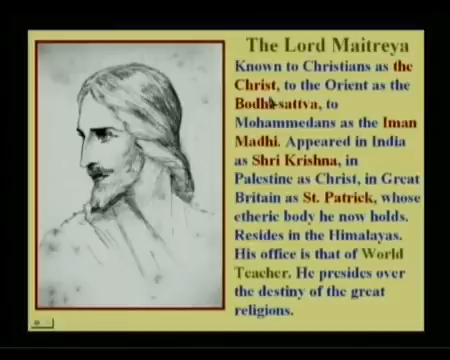 The Lord Maitreya
Known to Christians as the
Christ, to the Orient as the
Bodhi-sattva, to
Mohammedans as the Iman
Madhi. Appeared in India
as Shri Krishna, in
Palestine as Christ, in Great
Britain as St. Patrick, whose
etheric body he now holds.
Resides in the Himalayas.
His office is that of World
Teacher. He presides over
the destiny of the great
religions.